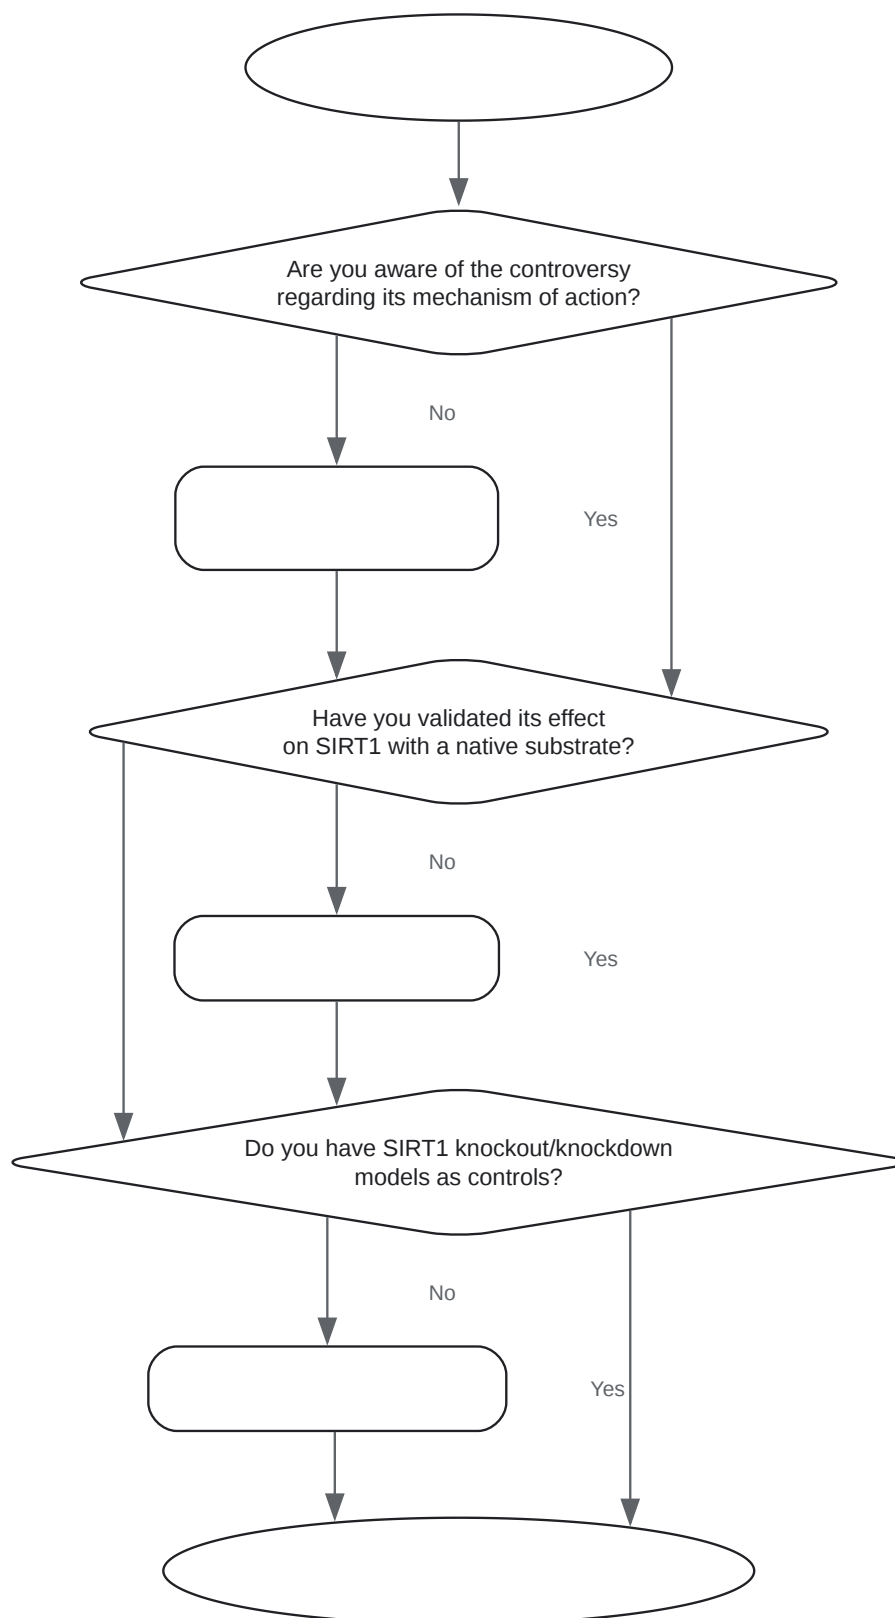 Are you aware of the controversy
regarding its mechanism of action?
No
Yes
Have you validated its effect
on SIRT1 with a native substrate?
No
Yes
Do you have SIRT1 knockout/knockdown
models as controls?
No
Yes